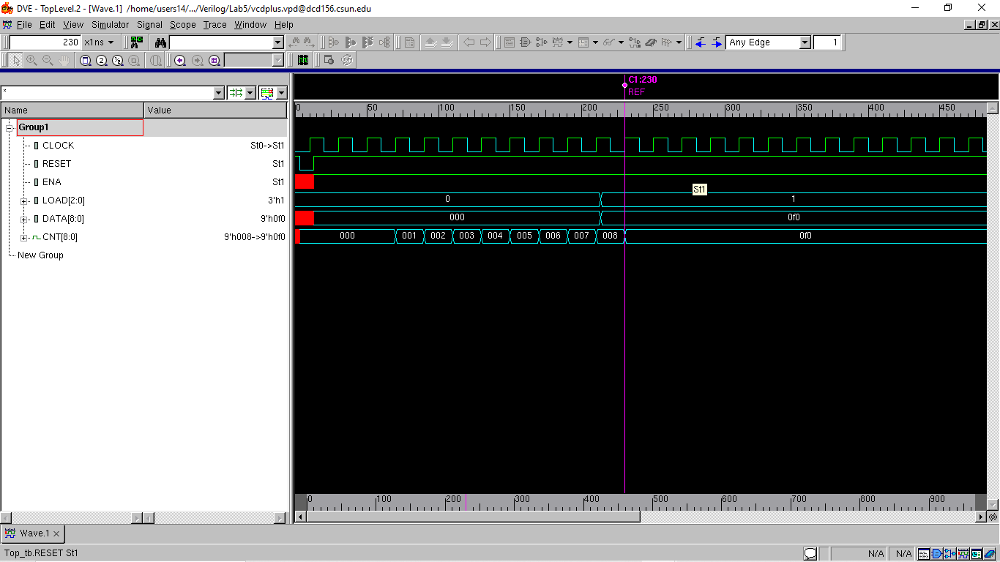 DVE - TopLevel.2 - [Wave.1] /home/users14/.../Verilog/Lab5/vcdplus.vpd@dcd156.csun.edu
File Edit View Simulator Signal Scope Trace Window Help
230 x1ns Any Edge 1
C1:230
REF
*
Name Value
0 50 100 150 200 250 300 350 400 450
Group1
CLOCK St0->St1
RESET St1
ENA St1
St1
LOAD[2:0] 3'h1 0 1
DATA[8:0] 9'h0f0 000 0f0
CNT[8:0] 9'h008->9'h0f0 000 001 002 003 004 005 006 007 008 0f0
New Group
0 100 200 300 400 500 600 700 800 900
Wave.1
Top_tb.RESET St1 N/A N/A